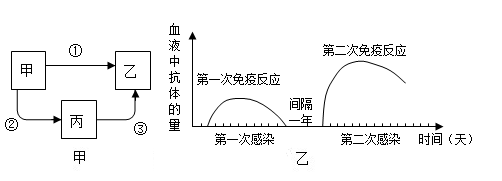 ①
甲
乙
②
丙
③
甲
血液中抗体的量
第一次免疫反应
第二次免疫反应
间隔
一年
第一次感染
第二次感染
时间（天）
乙